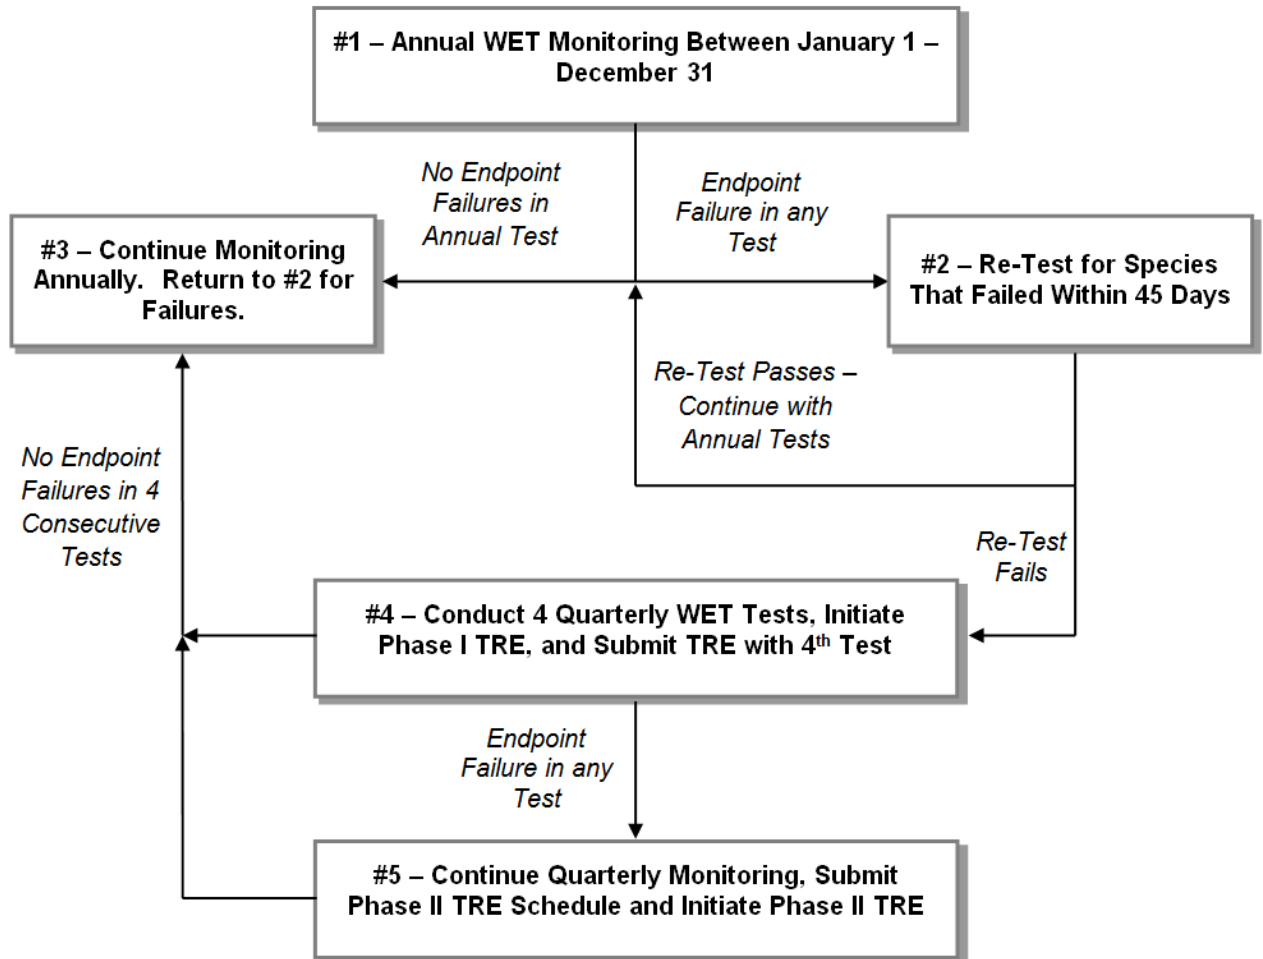 #1 – Annual WET Monitoring Between January 1 –
December 31
No Endpoint
Failures in
Annual Test
Endpoint
Failure in any
Test
#3 – Continue Monitoring
Annually.  Return to #2 for
Failures.
#2 – Re-Test for Species
That Failed Within 45 Days
Re-Test Passes –
Continue with
Annual Tests
No Endpoint
Failures in 4
Consecutive
Tests
Re-Test
Fails
#4 – Conduct 4 Quarterly WET Tests, Initiate
Phase I TRE, and Submit TRE with 4th Test
Endpoint
Failure in any
Test
#5 – Continue Quarterly Monitoring, Submit
Phase II TRE Schedule and Initiate Phase II TRE